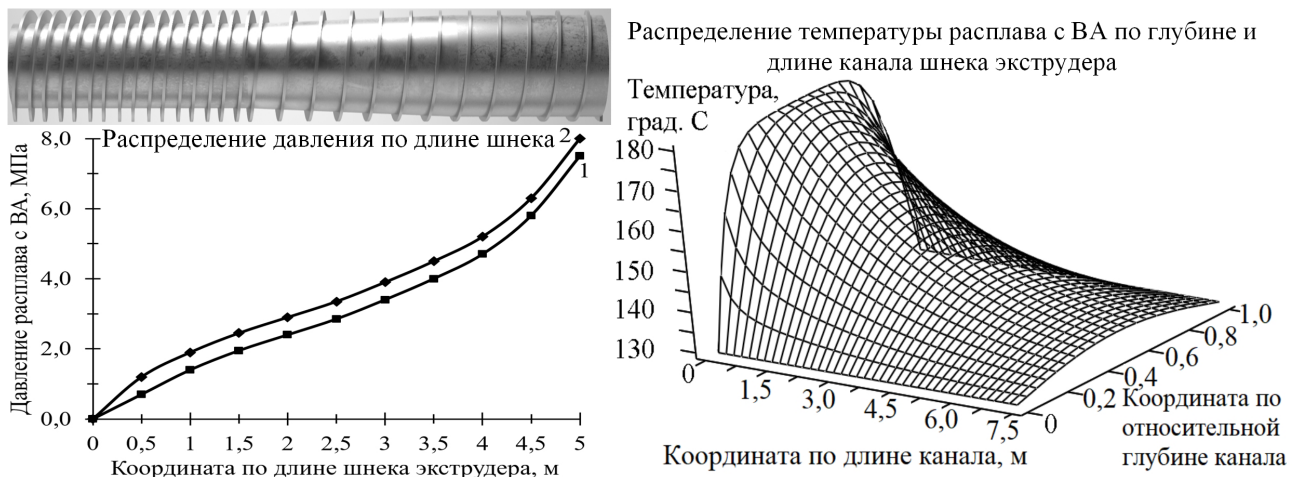 Распределение давления по длине шнека
2
1
Давление расплава с ВА, МПа
8,0
6,0
4,0
2,0
0,0
0 0,5 1 1,5 2 2,5 3 3,5 4 4,5 5
Координата по длине шнека экструдера, м
Распределение температуры расплава с ВА по глубине и
длине канала шнека экструдера
Температура,
град. С
180
170
160
150
140
130
0 1,5 3,0 4,5 6,0 7,5
Координата по длине канала, м
0 0,2 0,4 0,6 0,8 1,0
Координата по
относительной
глубине канала